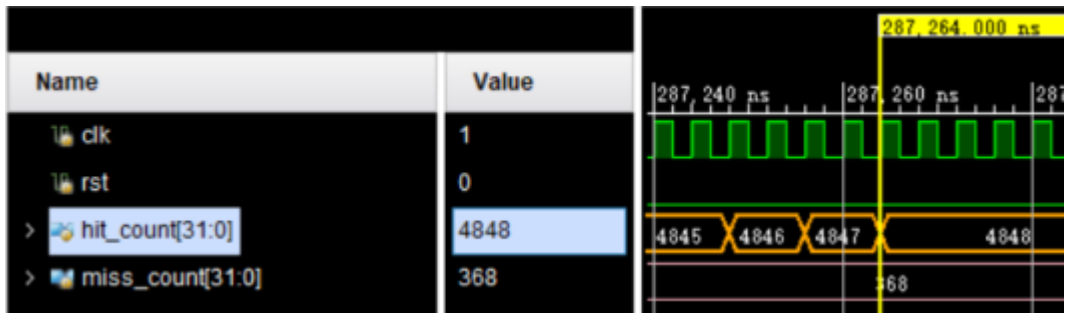 287,264.000 ns
Name Value
287,240 ns 287,260 ns 287
clk 1
rst 0
hit_count[31:0] 4848 4845 4846 4847 4848
miss_count[31:0] 368 368